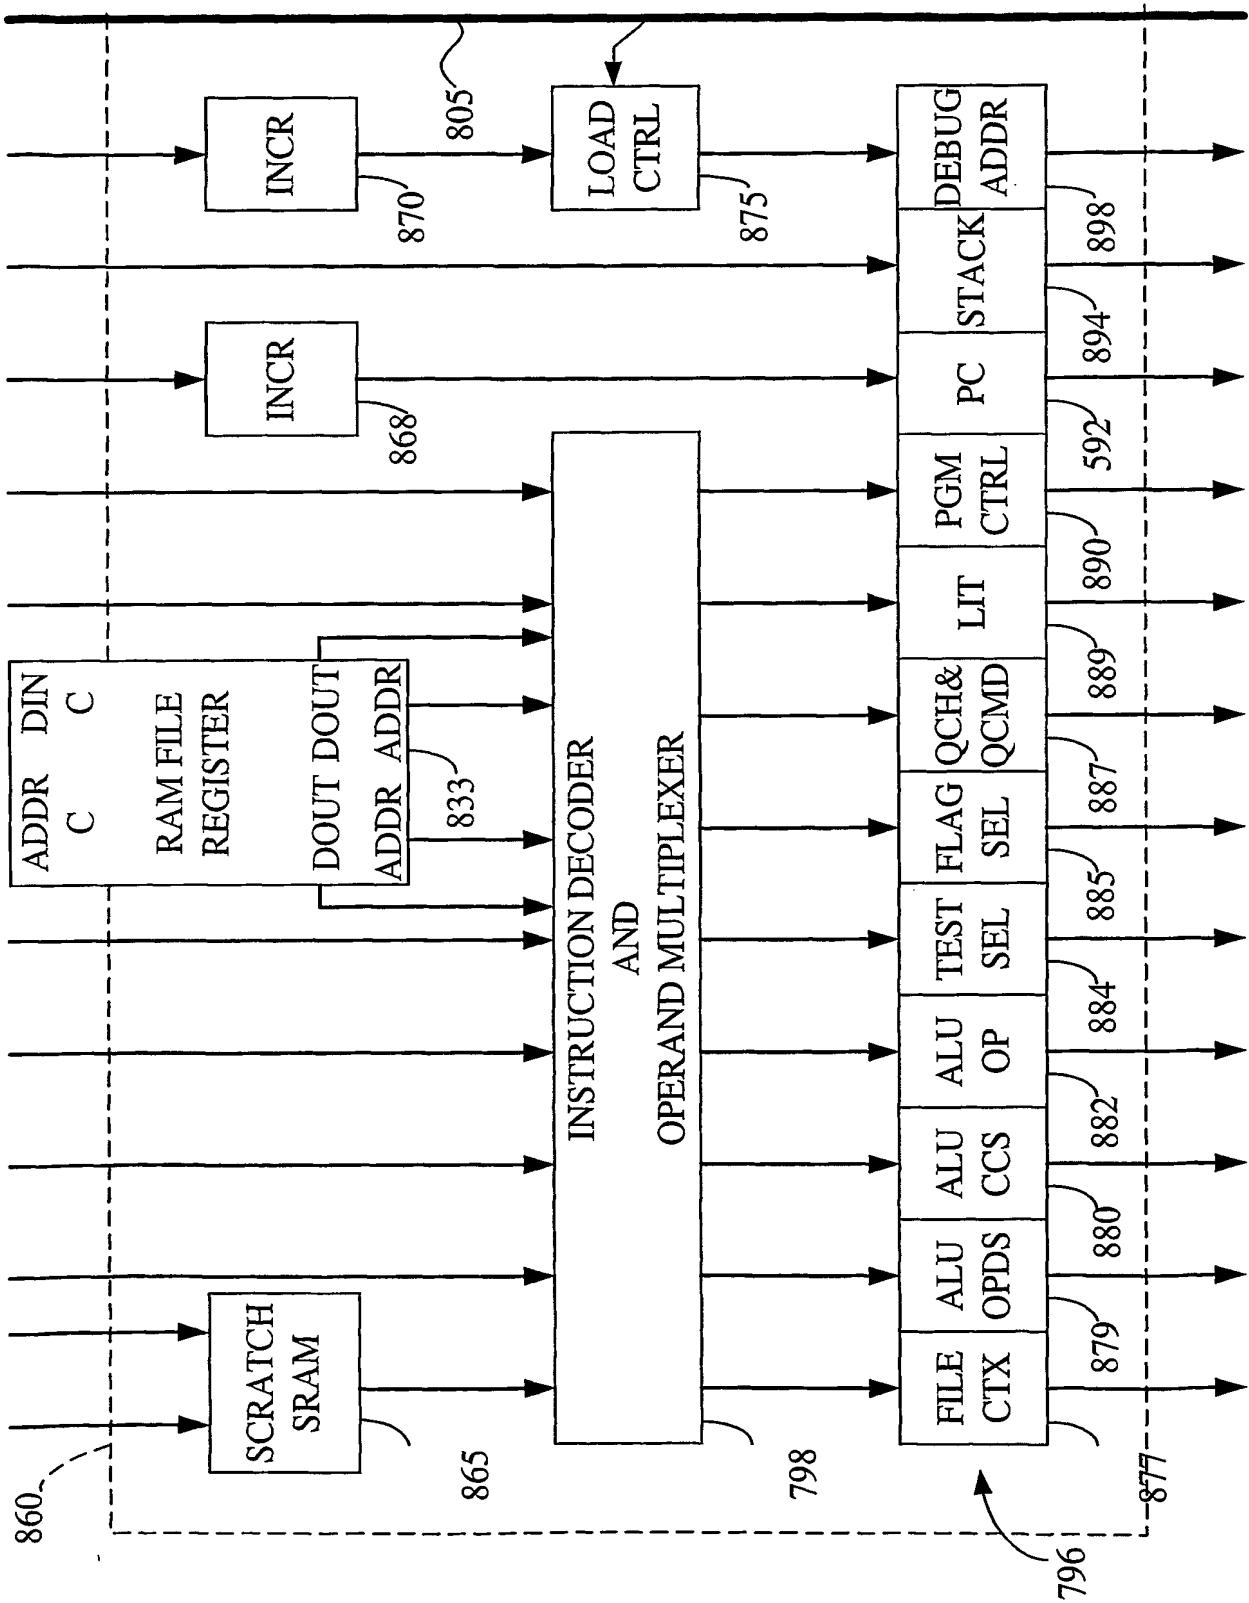 860
SCRATCH
SRAM
865
ADDR DIN
C C
RAM FILE
REGISTER
DOUT DOUT
ADDR ADDR
833
INCR
868
INCR
870
805
LOAD
CTRL
875
INSTRUCTION DECODER
AND
OPERAND MULTIPLEXER
798
796
FILE
CTX
877
ALU
OPDS
879
ALU
CCS
880
ALU
OP
882
TEST
SEL
884
FLAG
SEL
885
QCH&
QCMD
887
LIT
889
PGM
CTRL
890
PC
592
STACK
894
DEBUG
ADDR
898